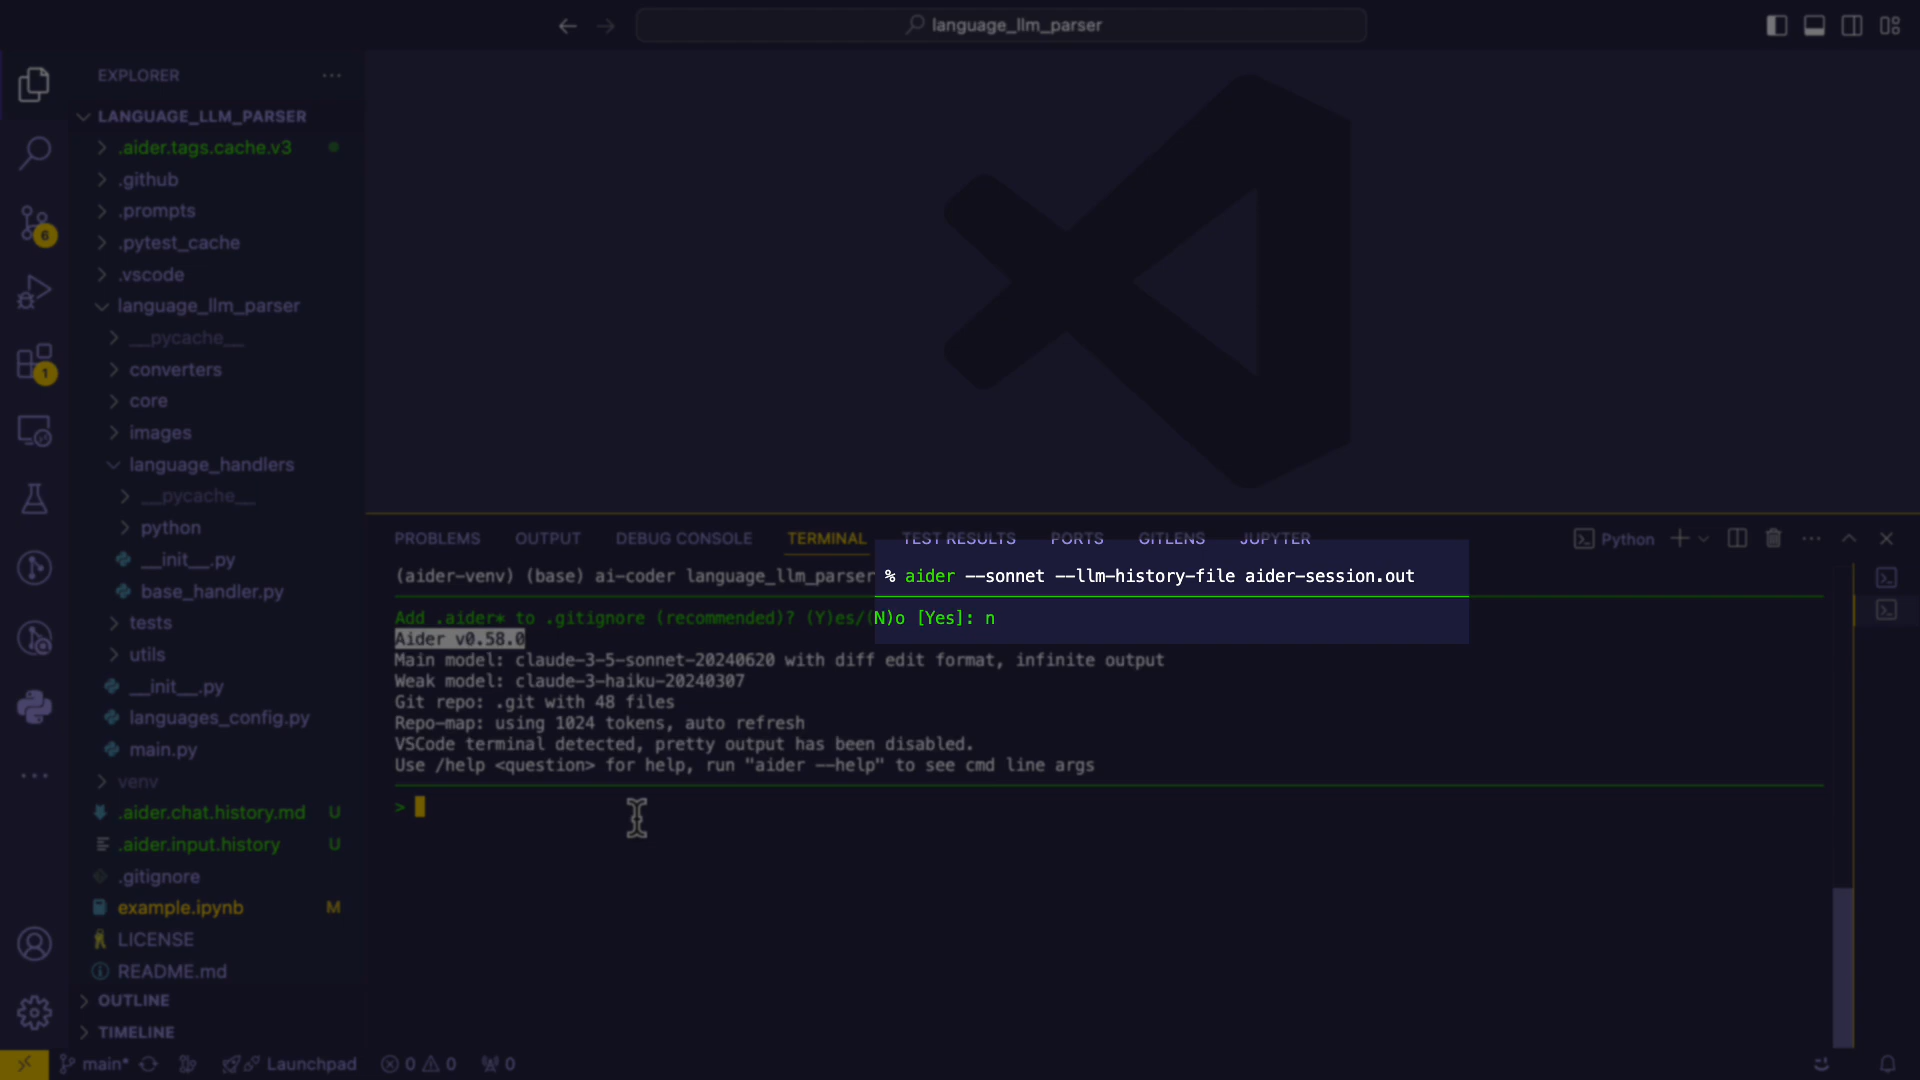 language_llm_parser
EXPLORER
LANGUAGE_LLM_PARSER
.aider.tags.cache.v3
.github
.prompts
.pytest_cache
.vscode
language_llm_parser
__pycache__
converters
core
images
language_handlers
__pycache__
python
__init__.py
base_handler.py
tests
utils
__init__.py
languages_config.py
main.py
venv
.aider.chat.history.md U
.aider.input.history U
.gitignore
example.ipynb M
LICENSE
README.md
OUTLINE
TIMELINE
6
1
PROBLEMS OUTPUT DEBUG CONSOLE TERMINAL TEST RESULTS PORTS GITLENS JUPYTER Python
(aider-venv) (base) ai-coder language_llm_parser % aider --sonnet --llm-history-file aider-session.out
Add .aider* to .gitignore (recommended)? (Y)es/(N)o [Yes]: n
Aider v0.58.0
Main model: claude-3-5-sonnet-20240620 with diff edit format, infinite output
Weak model: claude-3-haiku-20240307
Git repo: .git with 48 files
Repo-map: using 1024 tokens, auto refresh
VSCode terminal detected, pretty output has been disabled.
Use /help <question> for help, run "aider --help" to see cmd line args
>
main* Launchpad 0 0 0